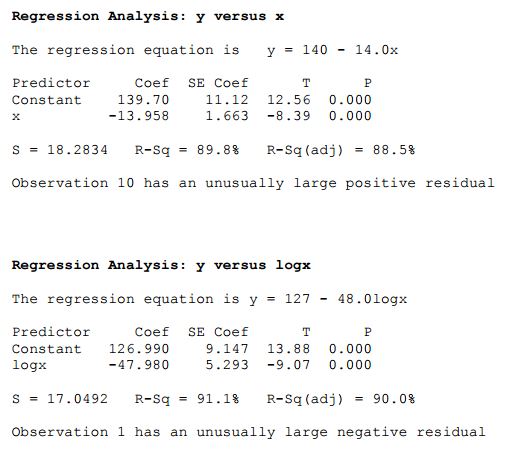 Regression Analysis: y versus x
The regression equation is y = 140 - 14.0x
Predictor Coef SE Coef T P
Constant 139.70 11.12 12.56 0.000
x -13.958 1.663 -8.39 0.000
S = 18.2834 R-Sq = 89.8% R-Sq(adj) = 88.5%
Observation 10 has an unusually large positive residual
Regression Analysis: y versus logx
The regression equation is y = 127 - 48.0logx
Predictor Coef SE Coef T P
Constant 126.990 9.147 13.88 0.000
logx -47.980 5.293 -9.07 0.000
S = 17.0492 R-Sq = 91.1% R-Sq(adj) = 90.0%
Observation 1 has an unusually large negative residual